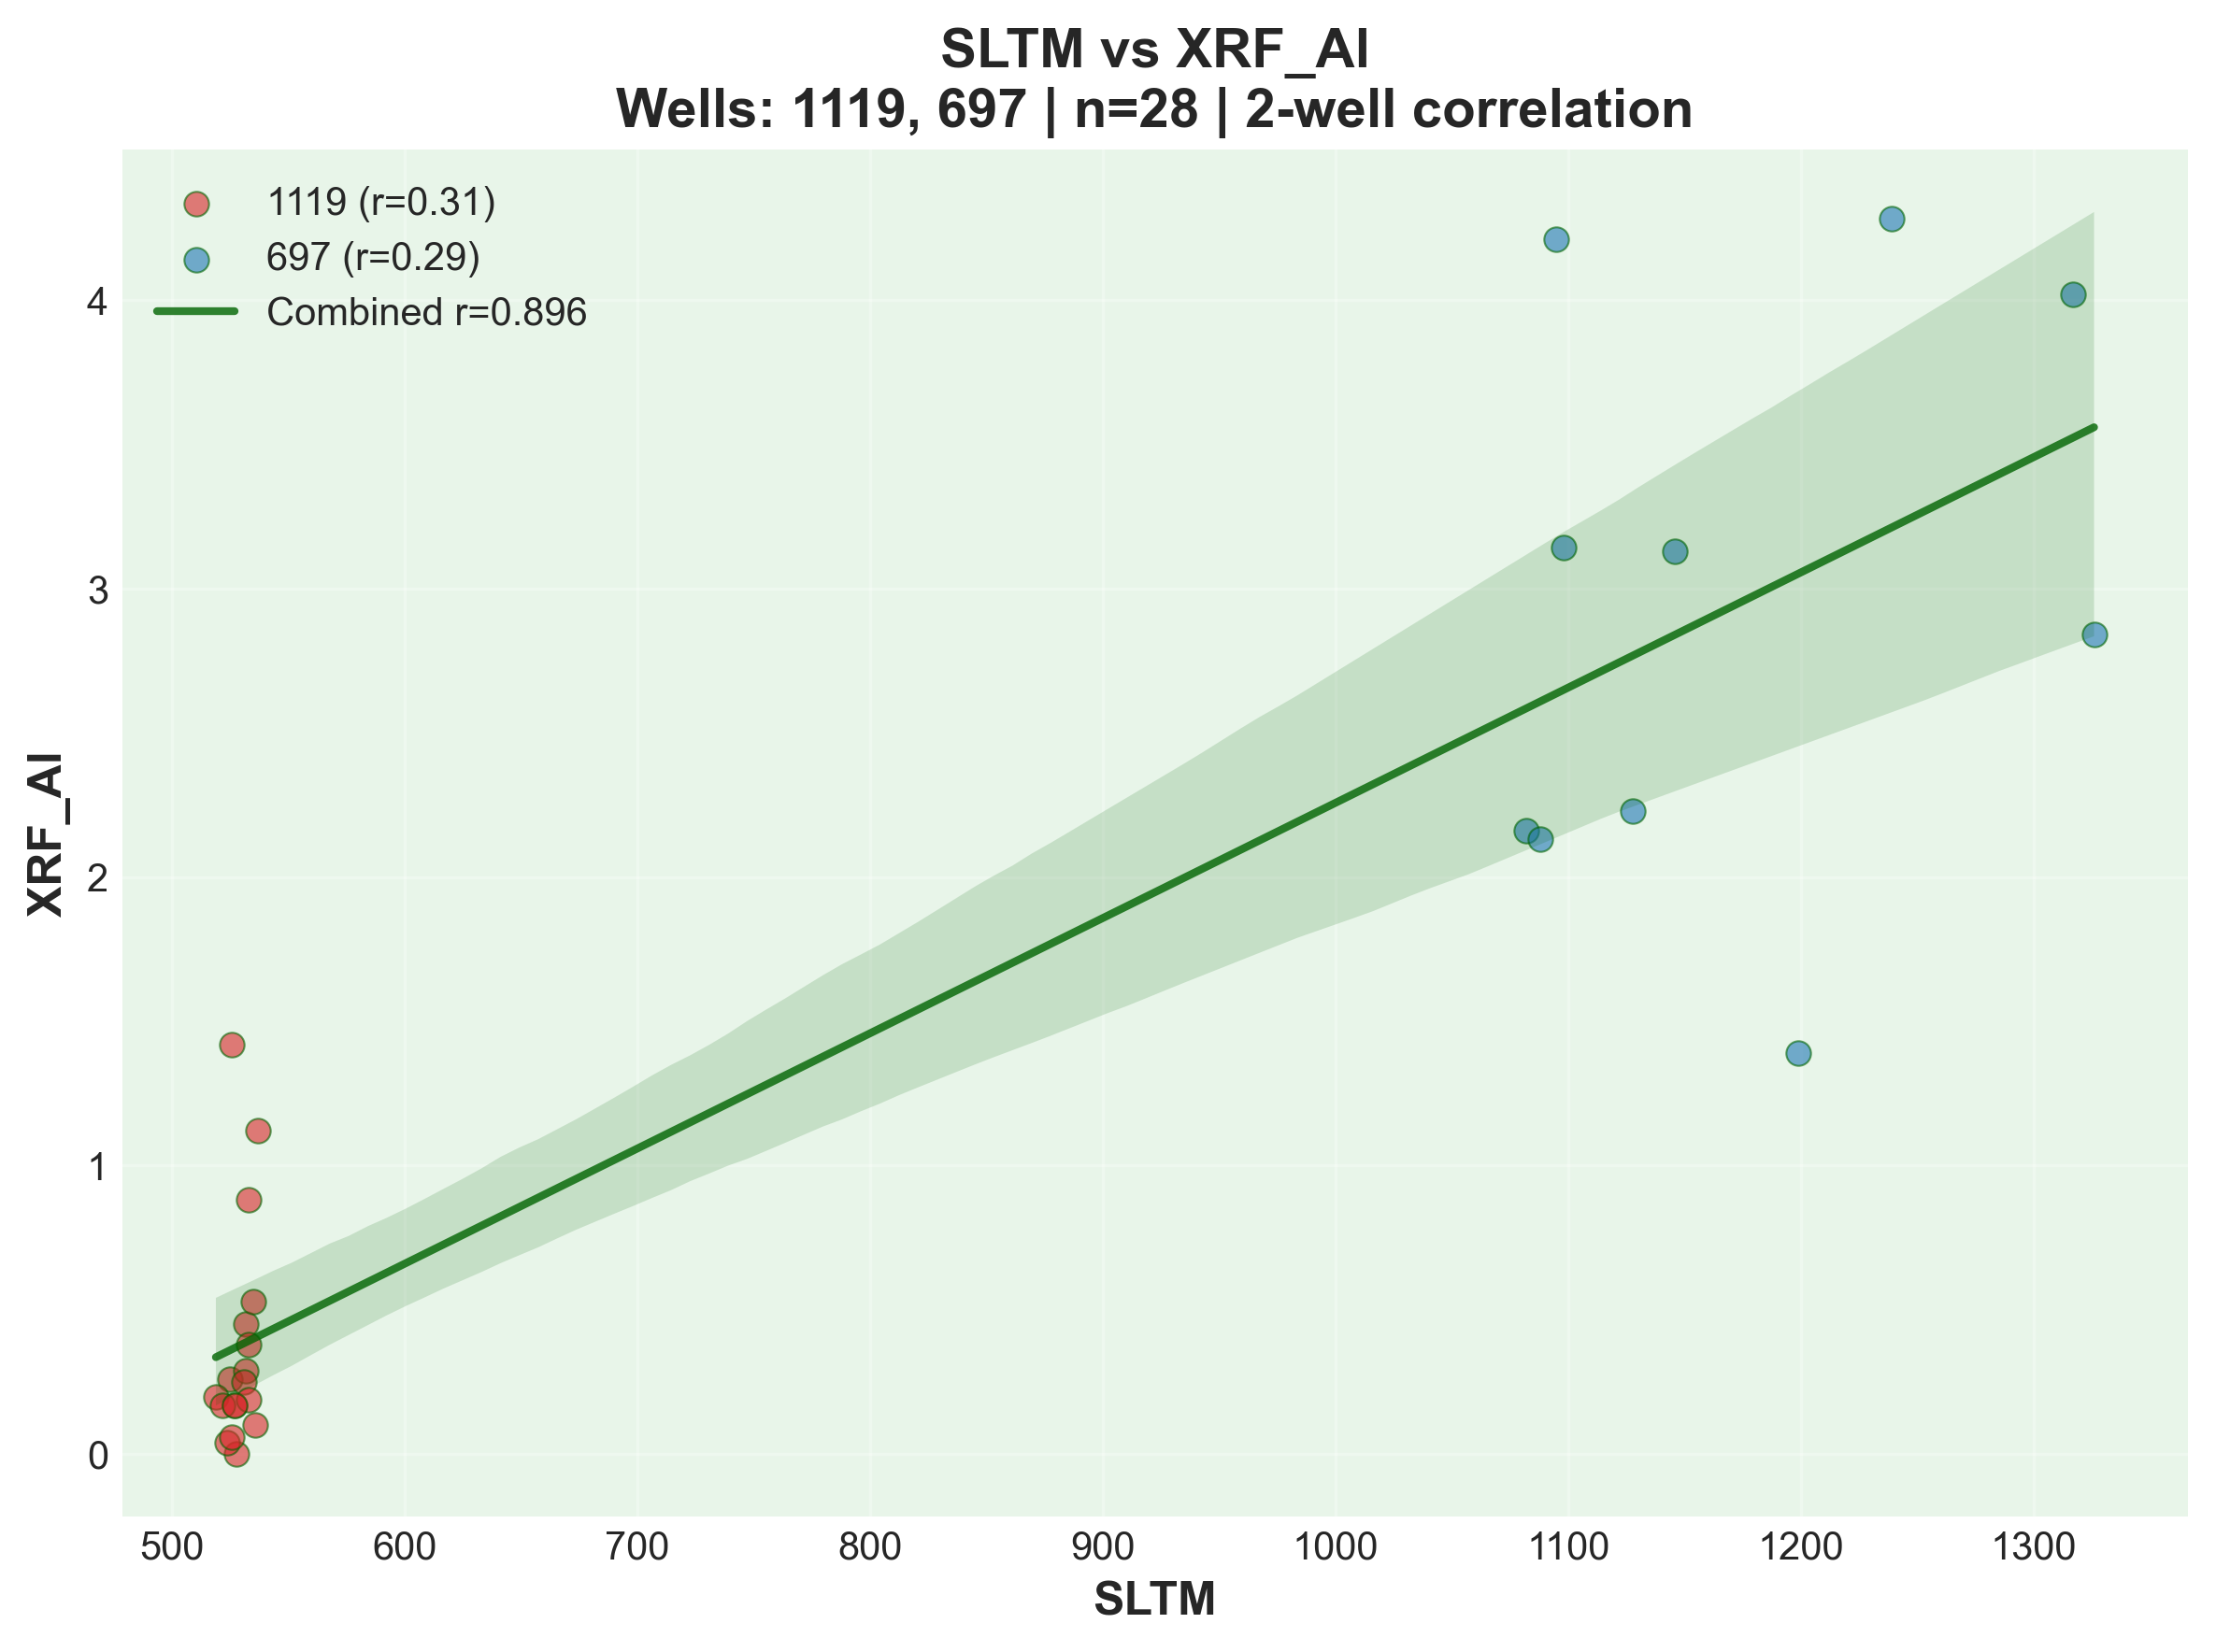 SLTM vs XRF_Al
Wells: 1119, 697 | n=28 | 2-well correlation
1119 (r=0.31)
697 (r=0.29)
Combined r=0.896
4
3
2
1
0
XRF_Al
500 600 700 800 900 1000 1100 1200 1300
SLTM